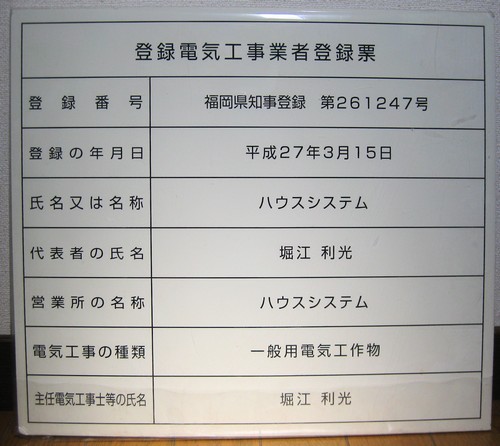 登録電気工事業者登録票
登録番号 福岡県知事登録 第261247号
登録の年月日 平成27年3月15日
氏名又は名称 ハウスシステム
代表者の氏名 堀江 利光
営業所の名称 ハウスシステム
電気工事の種類 一般用電気工作物
主任電気工事士等の氏名 堀江 利光